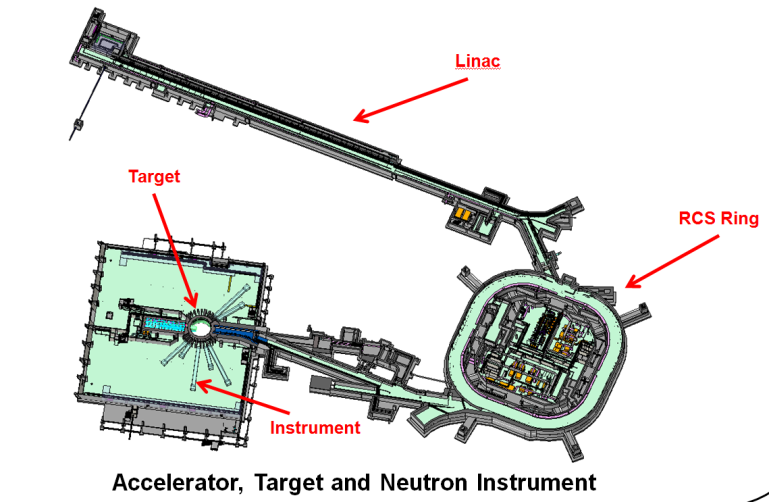 Linac
Target
RCS Ring
Instrument
Accelerator, Target and Neutron Instrument